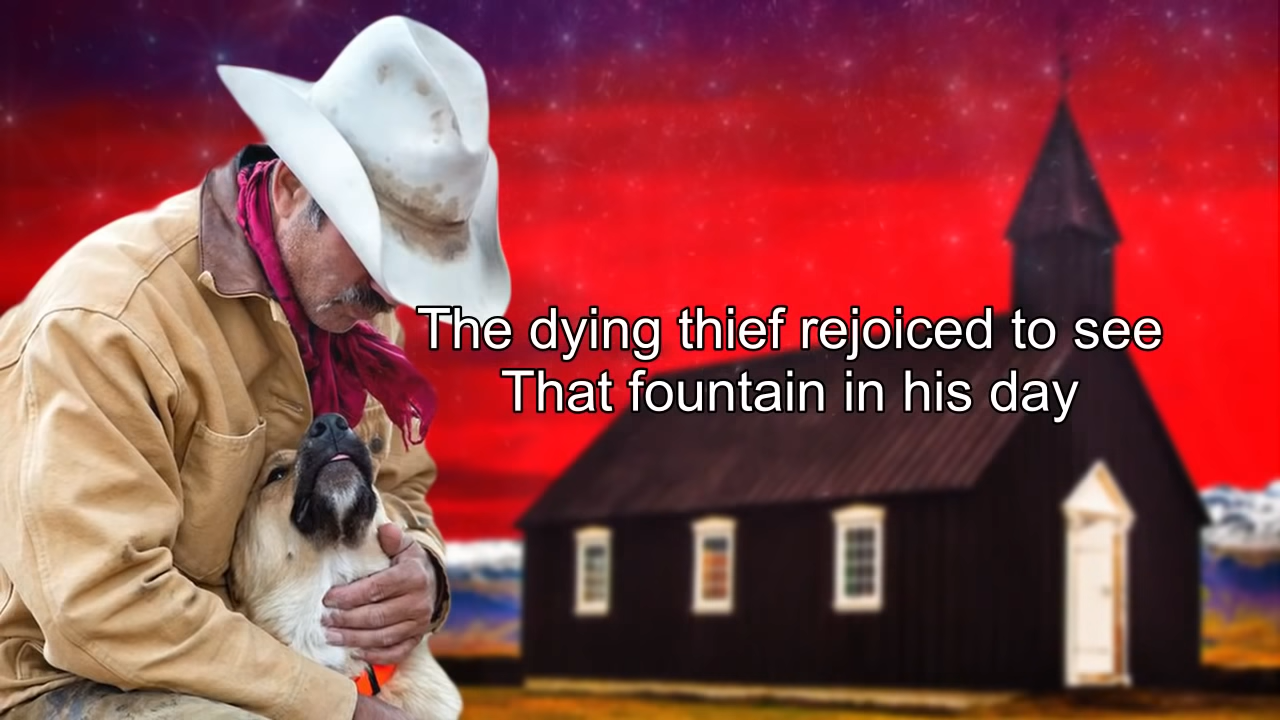 The dying thief rejoiced to see
That fountain in his day